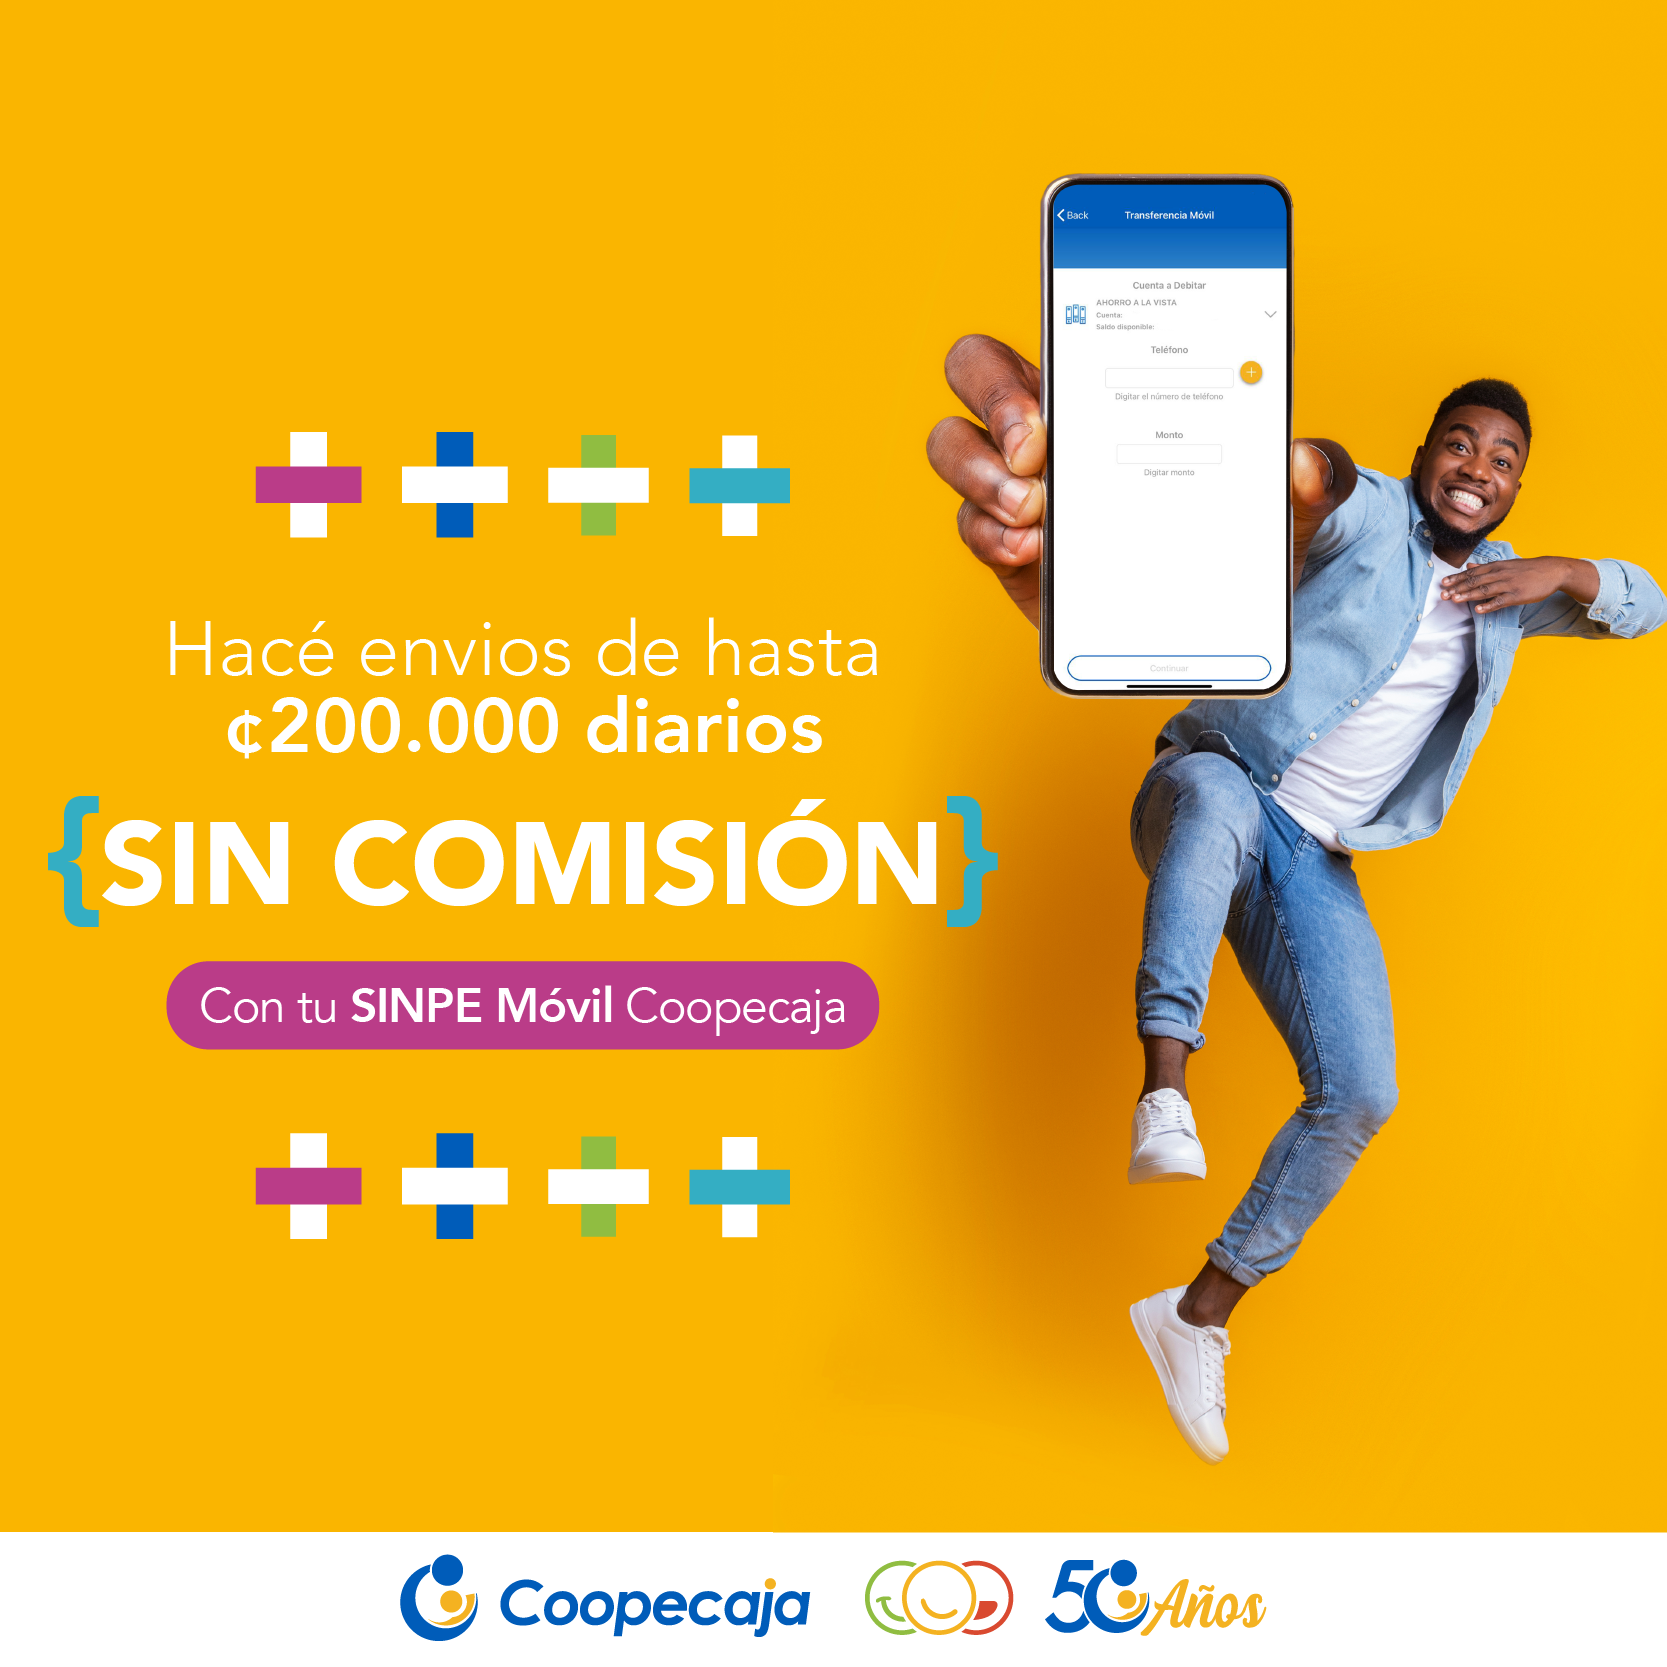 Back
Transferencia Móvil
Cuenta a Debitar
AHORRO A LA VISTA
Cuenta:
Saldo disponible:
Teléfono
Digitar el número de teléfono
Monto
Digitar monto
Continuar
Hacé envios de hasta
¢200.000 diarios
{SIN COMISIÓN}
Con tu SINPE Móvil Coopecaja
Coopecaja
50 Años